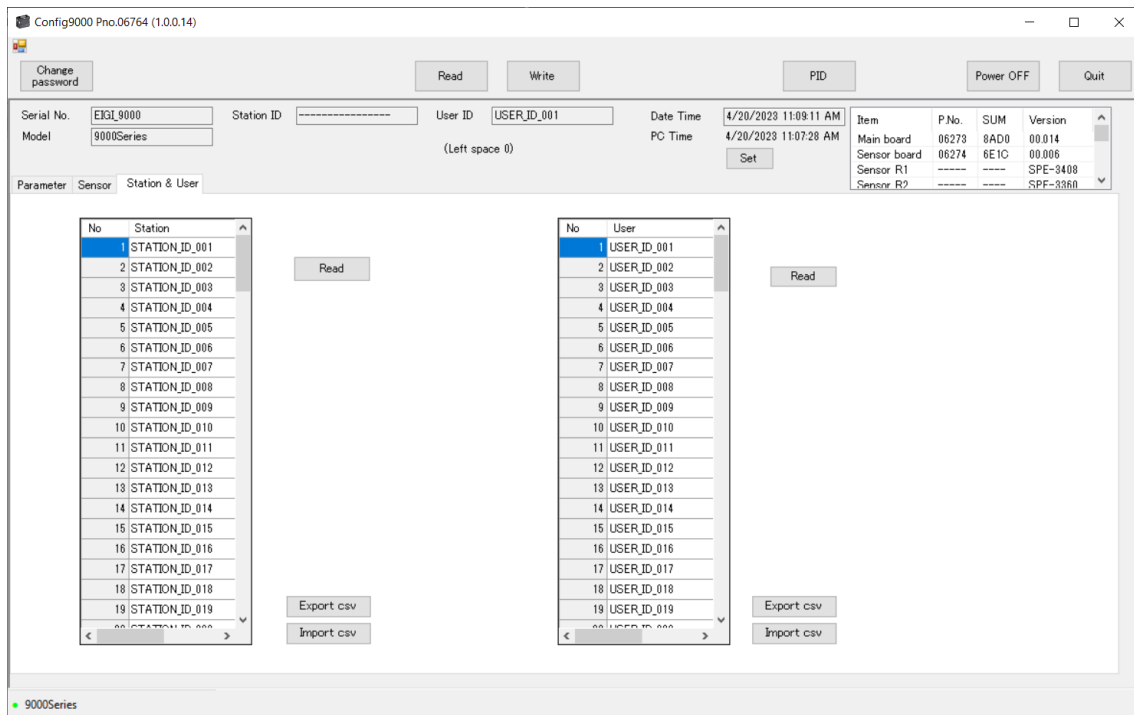 Config9000 Pno.06764 (1.0.0.14)
Change password
Read
Write
PID
Power OFF
Quit
Serial No. EIGI_9000
Station ID ----------------
User ID USER_ID_001
Date Time 4/20/2023 11:09:11 AM
Model 9000Series
(Left space 0)
PC Time 4/20/2023 11:07:28 AM
Set
Item P.No. SUM Version
Main board 06273 8AD0 00.014
Sensor board 06274 6E1C 00.006
Sensor R1 ----- ---- SPE-3408
Sensor R2 ----- ---- SPE-3360
Parameter Sensor Station & User
No Station
1 STATION_ID_001
2 STATION_ID_002
3 STATION_ID_003
4 STATION_ID_004
5 STATION_ID_005
6 STATION_ID_006
7 STATION_ID_007
8 STATION_ID_008
9 STATION_ID_009
10 STATION_ID_010
11 STATION_ID_011
12 STATION_ID_012
13 STATION_ID_013
14 STATION_ID_014
15 STATION_ID_015
16 STATION_ID_016
17 STATION_ID_017
18 STATION_ID_018
19 STATION_ID_019
Read
Export csv
Import csv
No User
1 USER_ID_001
2 USER_ID_002
3 USER_ID_003
4 USER_ID_004
5 USER_ID_005
6 USER_ID_006
7 USER_ID_007
8 USER_ID_008
9 USER_ID_009
10 USER_ID_010
11 USER_ID_011
12 USER_ID_012
13 USER_ID_013
14 USER_ID_014
15 USER_ID_015
16 USER_ID_016
17 USER_ID_017
18 USER_ID_018
19 USER_ID_019
Read
Export csv
Import csv
9000Series